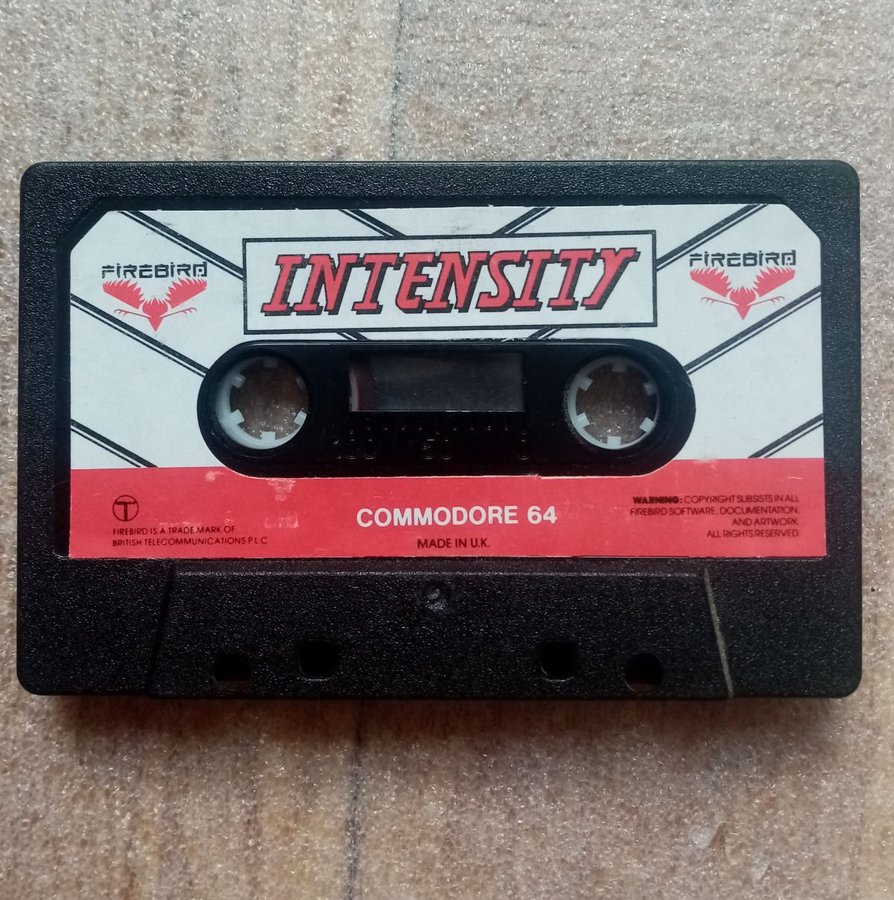 FIREBIRD
INTENSITY
FIREBIRD
T
FIREBIRD IS A TRADE MARK OF
BRITISH TELECOMMUNICATIONS P L C
COMMODORE 64
MADE IN U.K.
WARNING: COPYRIGHT SUBSISTS IN ALL
FIREBIRD SOFTWARE, DOCUMENTATION,
AND ARTWORK.
ALL RIGHTS RESERVED